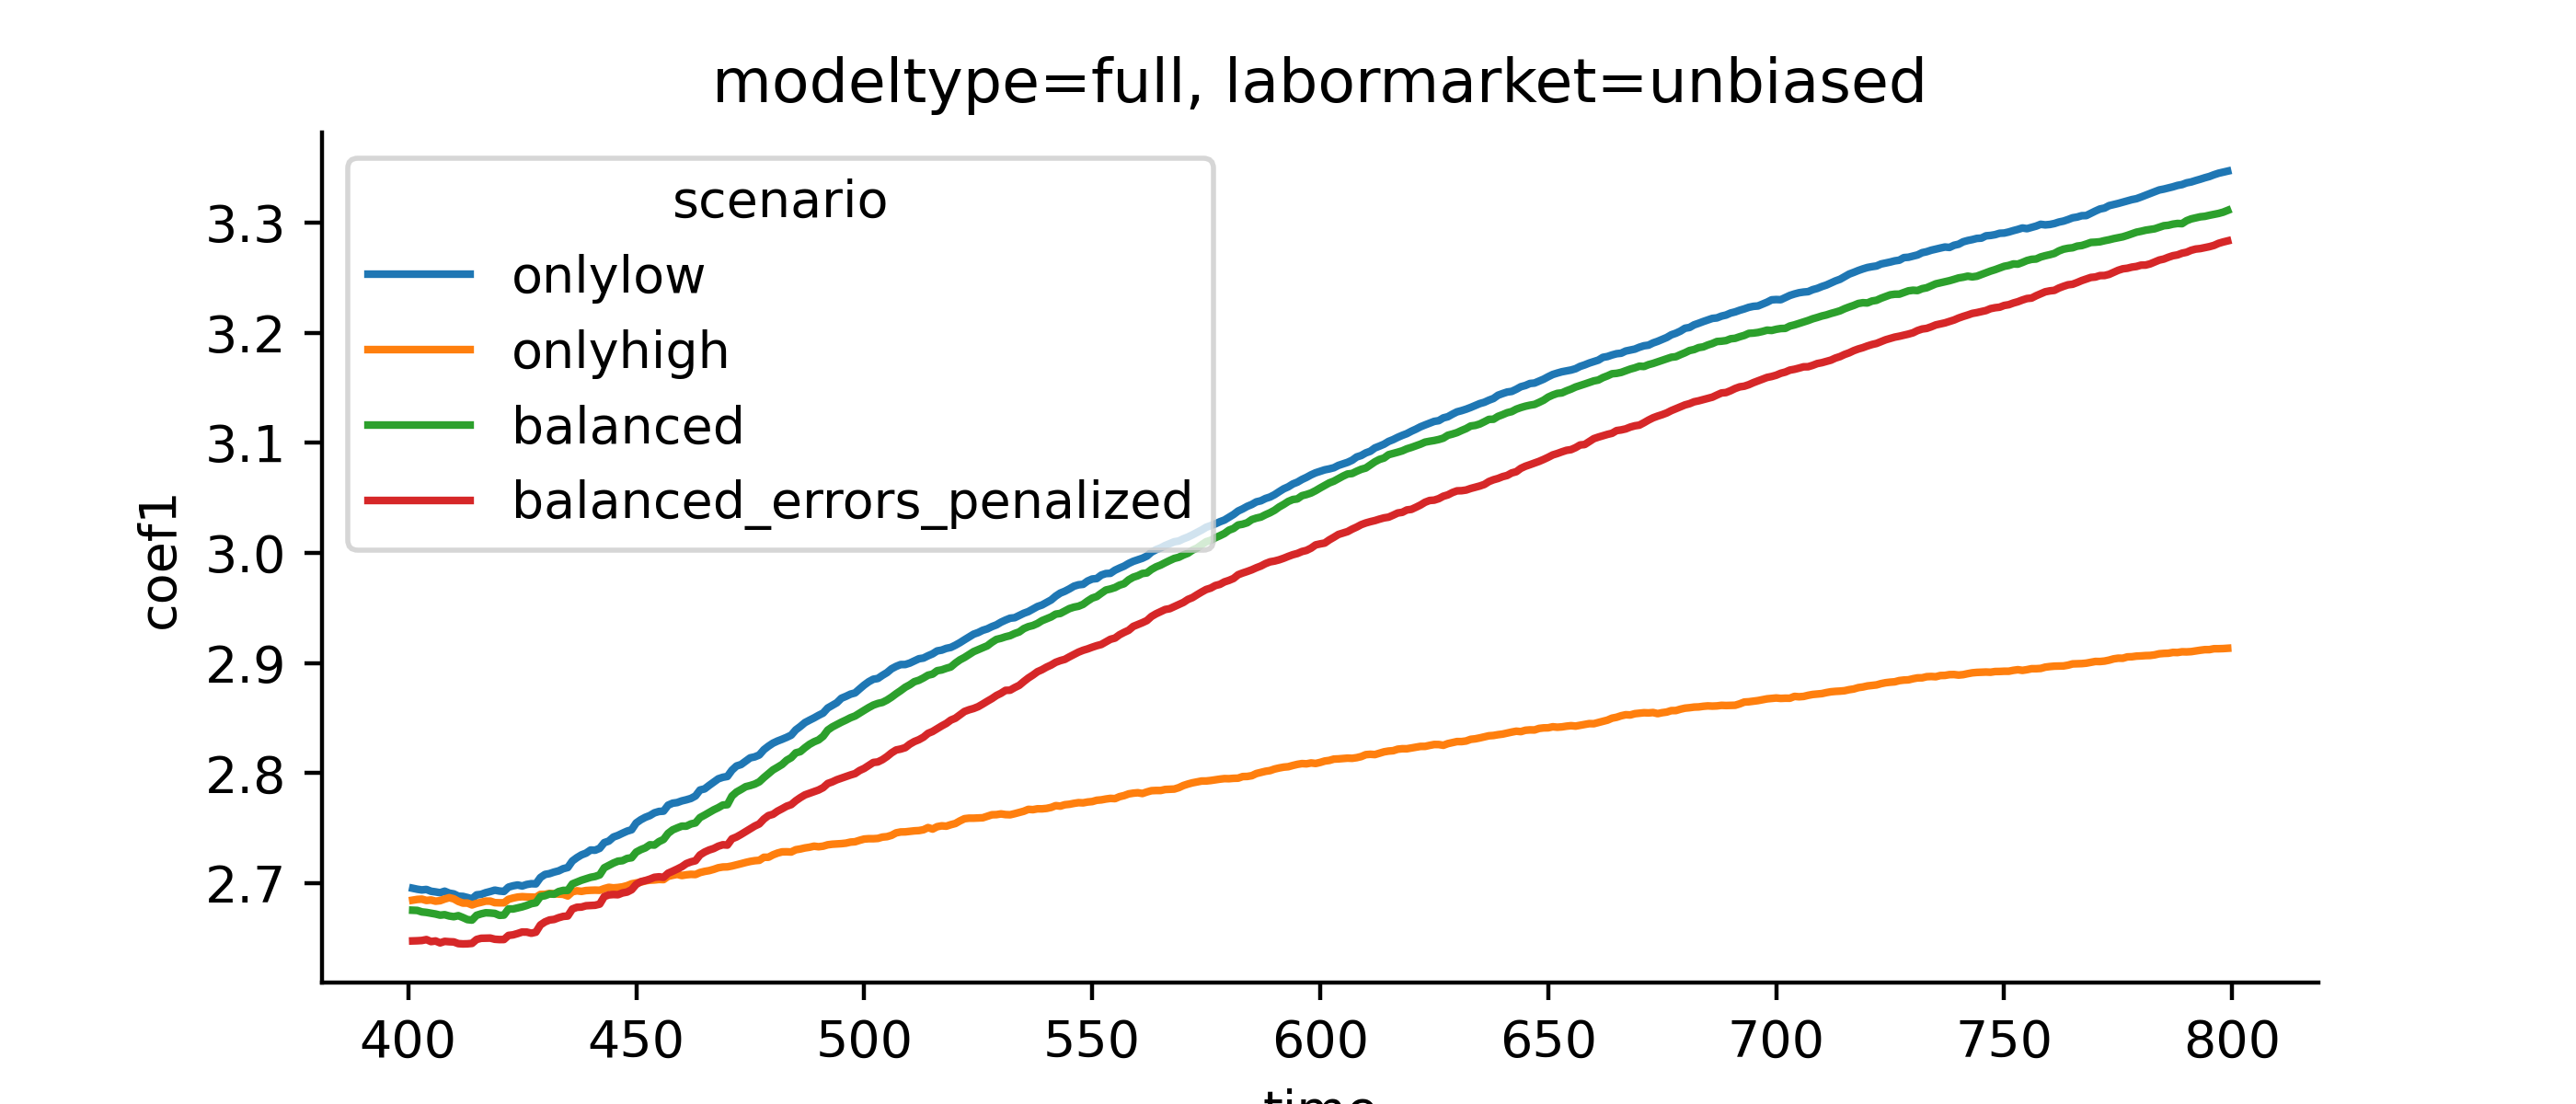 modeltype=full, labormarket=unbiased
scenario
onlylow
onlyhigh
balanced
balanced_errors_penalized
coef1
3.3
3.2
3.1
3.0
2.9
2.8
2.7
400 450 500 550 600 650 700 750 800
time